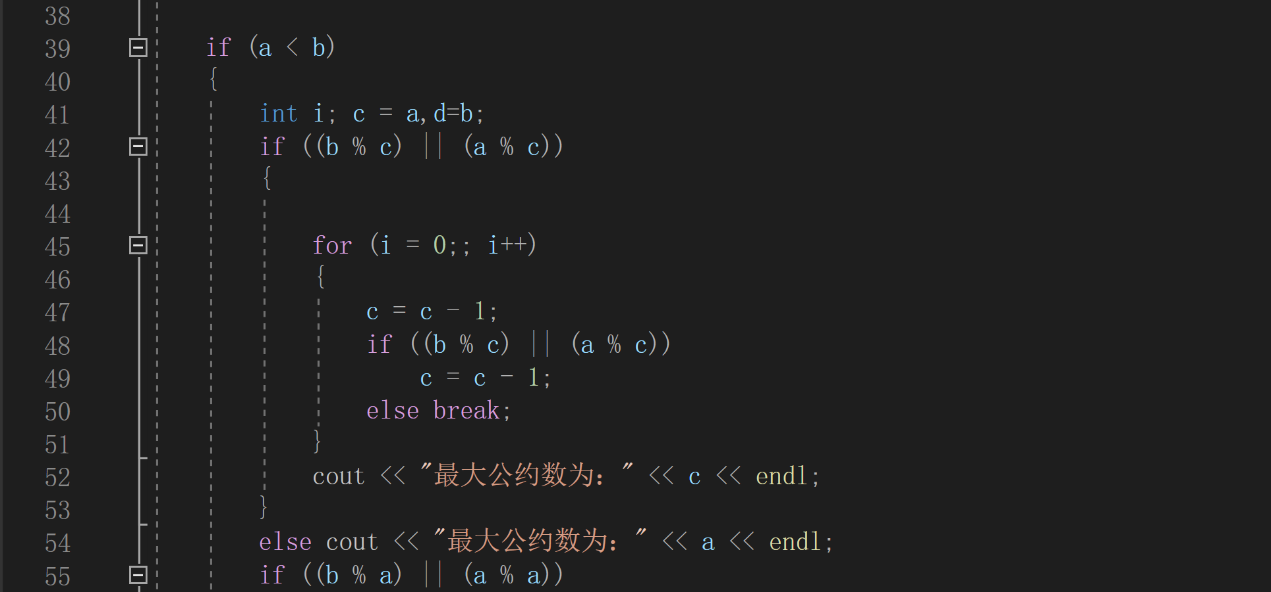 38
39 if (a < b)
40 {
41 int i; c = a,d=b;
42 if ((b % c) || (a % c))
43 {
44
45 for (i = 0;; i++)
46 {
47 c = c - 1;
48 if ((b % c) || (a % c))
49 c = c - 1;
50 else break;
51 }
52 cout << "最大公约数为：" << c << endl;
53 }
54 else cout << "最大公约数为：" << a << endl;
55 if ((b % a) || (a % a))